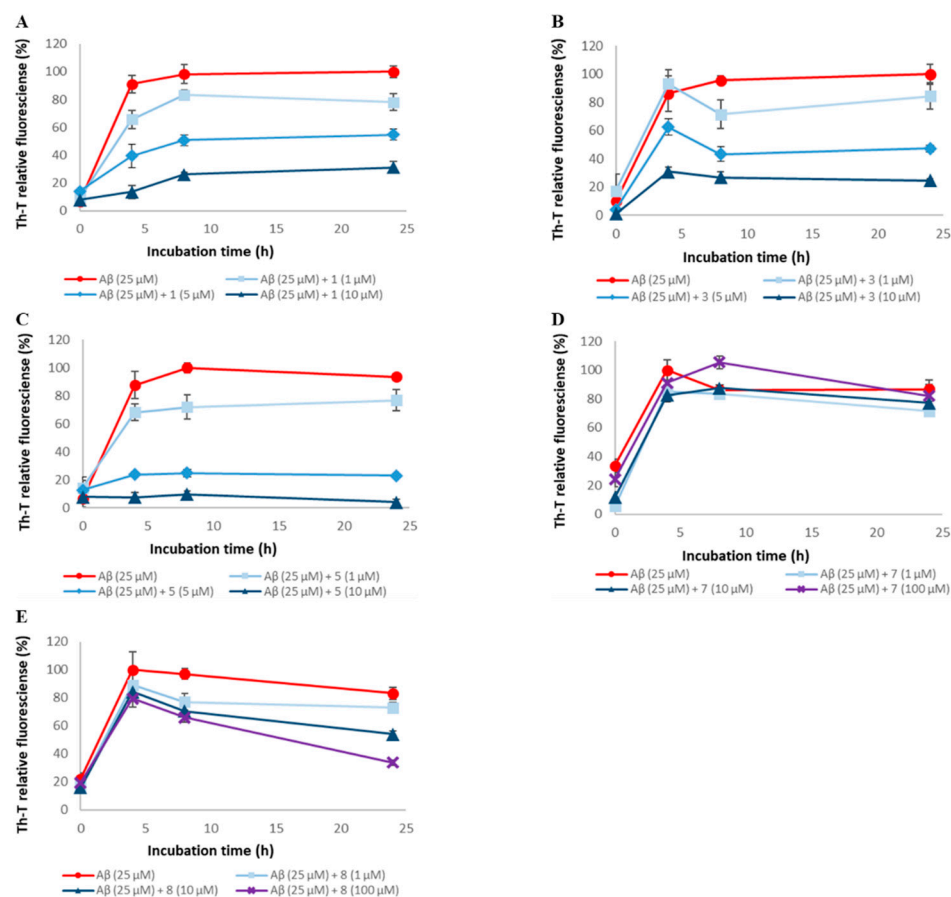 A
Th-T relative fluoresciense (%)
120
100
80
60
40
20
0
0 5 10 15 20 25
Incubation time (h)
Aβ (25 μM) Aβ (25 μM) + 1 (1 μM)
Aβ (25 μM) + 1 (5 μM) Aβ (25 μM) + 1 (10 μM)
B
Th-T relative fluoresciense (%)
120
100
80
60
40
20
0
0 5 10 15 20 25
Incubation time (h)
Aβ (25 μM) Aβ (25 μM) + 3 (1 μM)
Aβ (25 μM) + 3 (5 μM) Aβ (25 μM) + 3 (10 μM)
C
Th-T relative fluoresciense (%)
120
100
80
60
40
20
0
0 5 10 15 20 25
Incubation time (h)
Aβ (25 μM) Aβ (25 μM) + 5 (1 μM)
Aβ (25 μM) + 5 (5 μM) Aβ (25 μM) + 5 (10 μM)
D
Th-T relative fluoresciense (%)
120
100
80
60
40
20
0
0 5 10 15 20 25
Incubation time (h)
Aβ (25 μM) Aβ (25 μM) + 7 (1 μM)
Aβ (25 μM) + 7 (10 μM) Aβ (25 μM) + 7 (100 μM)
E
Th-T relative fluoresciense (%)
120
100
80
60
40
20
0
0 5 10 15 20 25
Incubation time (h)
Aβ (25 μM) Aβ (25 μM) + 8 (1 μM)
Aβ (25 μM) + 8 (10 μM) Aβ (25 μM) + 8 (100 μM)